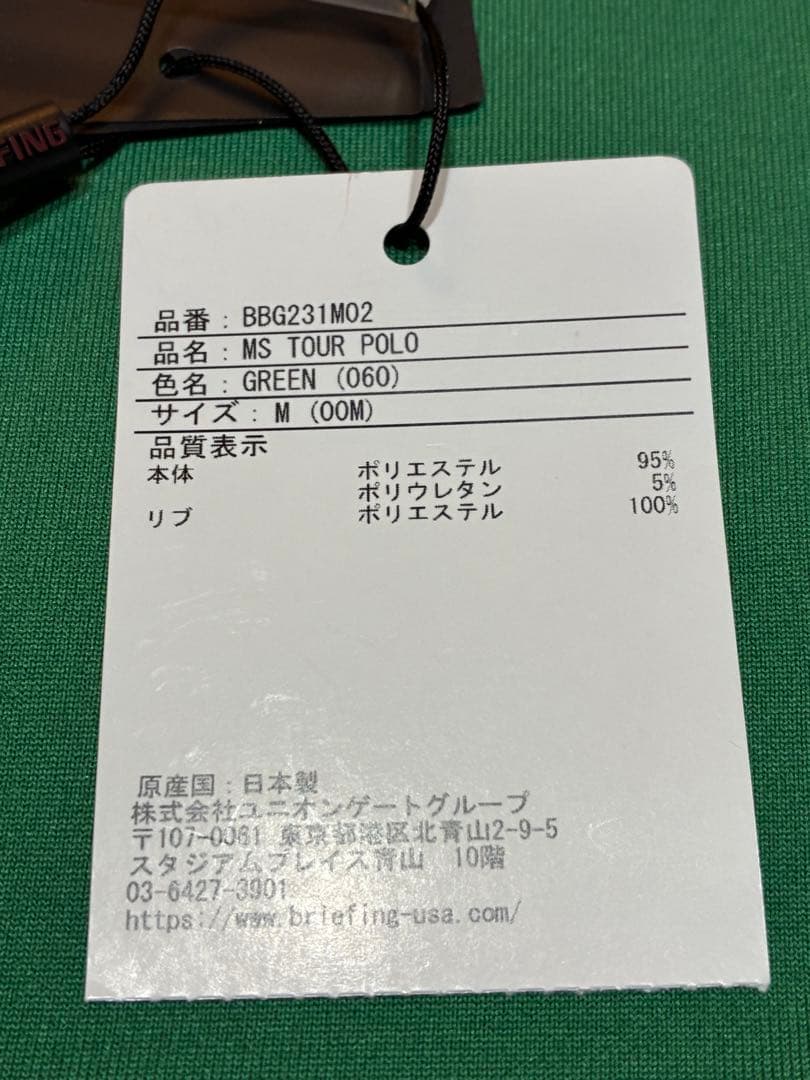 FING
品番：BBG231M02
品名：MS TOUR POLO
色名：GREEN (060)
サイズ：M (00M)
品質表示
本体 ポリエステル 95%
ポリウレタン 5%
リブ ポリエステル 100%
原産国：日本製
株式会社ユニオンゲートグループ
〒107-0061 東京都港区北青山2-9-5
スタジアムプレイス青山 10階
03-6427-3901
https://www.briefing-usa.com/